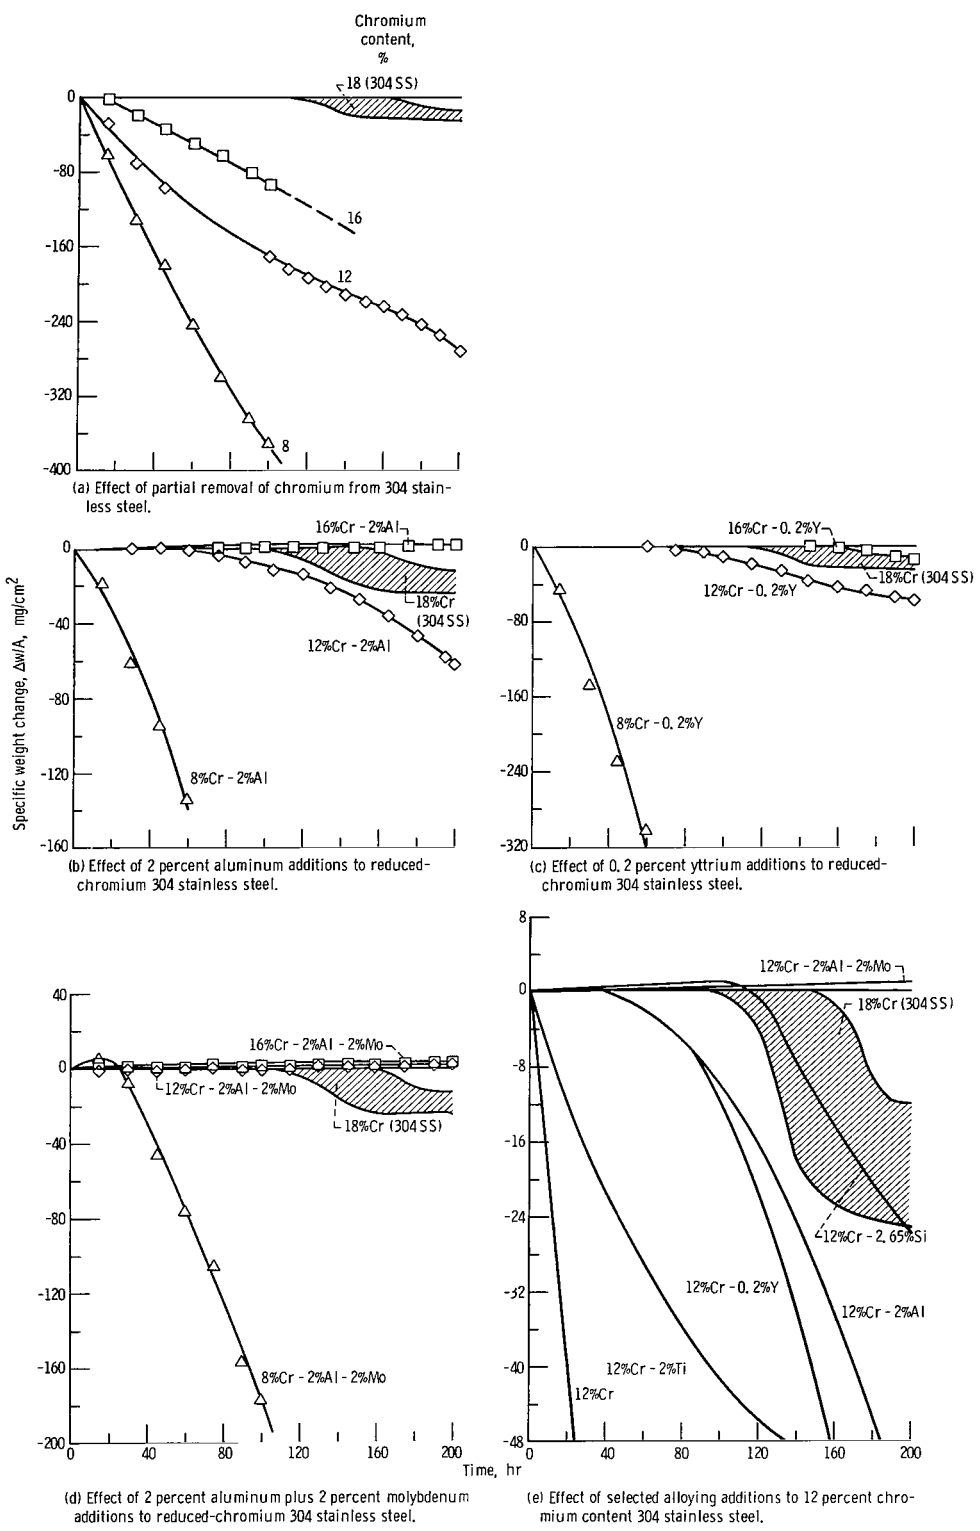 Chromium
content,
%
18 (304 SS)
0
-80
-160
-240
-320
-400
16
12
8
(a) Effect of partial removal of chromium from 304 stain-
less steel.
Specific weight change, Δw/A, mg/cm2
16%Cr - 2%Al
0
-40
-80
-120
-160
18%Cr
(304 SS)
12%Cr - 2%Al
8%Cr - 2%Al
(b) Effect of 2 percent aluminum additions to reduced-
chromium 304 stainless steel.
16%Cr - 0.2%Y
0
-80
-160
-240
-320
18%Cr (304 SS)
12%Cr - 0.2%Y
8%Cr - 0.2%Y
(c) Effect of 0.2 percent yttrium additions to reduced-
chromium 304 stainless steel.
40
0
-40
-80
-120
-160
-200
16%Cr - 2%Al - 2%Mo
12%Cr - 2%Al - 2%Mo
18%Cr (304 SS)
8%Cr - 2%Al - 2%Mo
0 40 80 120 160 200
(d) Effect of 2 percent aluminum plus 2 percent molybdenum
additions to reduced-chromium 304 stainless steel.
8
0
-8
-16
-24
-32
-40
-48
12%Cr - 2%Al - 2%Mo
18%Cr (304 SS)
12%Cr - 2.65%Si
12%Cr - 0.2%Y
12%Cr - 2%Al
12%Cr - 2%Ti
12%Cr
0 40 80 120 160 200
Time, hr
(e) Effect of selected alloying additions to 12 percent chro-
mium content 304 stainless steel.